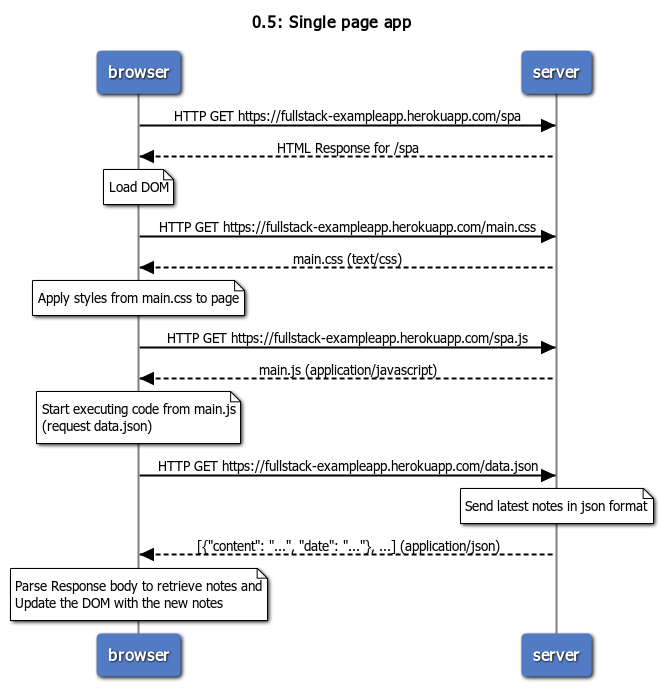 0.5: Single page app
browser
server
HTTP GET https://fullstack-exampleapp.herokuapp.com/spa
HTML Response for /spa
Load DOM
HTTP GET https://fullstack-exampleapp.herokuapp.com/main.css
main.css (text/css)
Apply styles from main.css to page
HTTP GET https://fullstack-exampleapp.herokuapp.com/spa.js
main.js (application/javascript)
Start executing code from main.js
(request data.json)
HTTP GET https://fullstack-exampleapp.herokuapp.com/data.json
Send latest notes in json format
[{"content": "...", "date": "..."}, ...] (application/json)
Parse Response body to retrieve notes and
Update the DOM with the new notes
browser
server